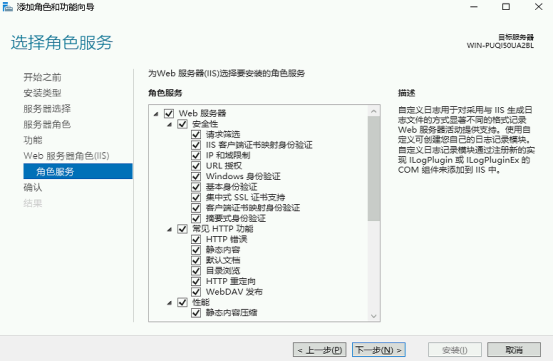 添加角色和功能向导
选择角色服务
目标服务器
WIN-PUQI50UA2BL
开始之前
安装类型
服务器选择
服务器角色
功能
Web 服务器角色(IIS)
角色服务
确认
结果
为Web 服务器(IIS)选择要安装的角色服务
角色服务
Web 服务器
安全性
请求筛选
IIS 客户端证书映射身份验证
IP 和域限制
URL 授权
Windows 身份验证
基本身份验证
集中式 SSL 证书支持
客户端证书映射身份验证
摘要式身份验证
常见 HTTP 功能
HTTP 错误
静态内容
默认文档
目录浏览
HTTP 重定向
WebDAV 发布
性能
静态内容压缩
描述
自定义日志用于对采用与 IIS 生成日
志文件的方式显著不同的格式记录
Web 服务器活动提供支持。使用自
定义可创建您自己的日志记录模块。
自定义日志记录模块通过注册新的实
现 ILogPlugin 或 ILogPluginEx 的
COM 组件来添加到 IIS 中。
< 上一步(P)
下一步(N) >
安装(I)
取消